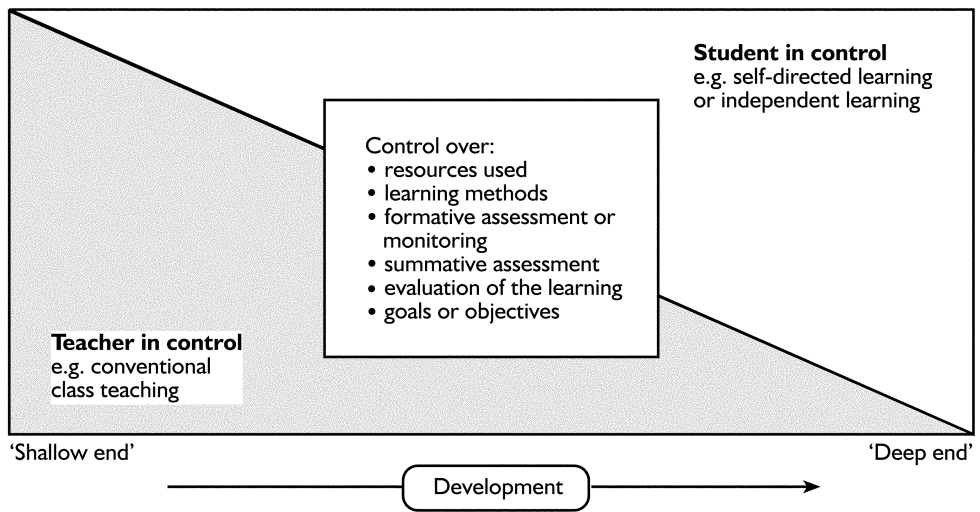 Student in control
e.g. self-directed learning
or independent learning
Control over:
• resources used
• learning methods
• formative assessment or
monitoring
• summative assessment
• evaluation of the learning
• goals or objectives
Teacher in control
e.g. conventional
class teaching
‘Shallow end’
‘Deep end’
Development